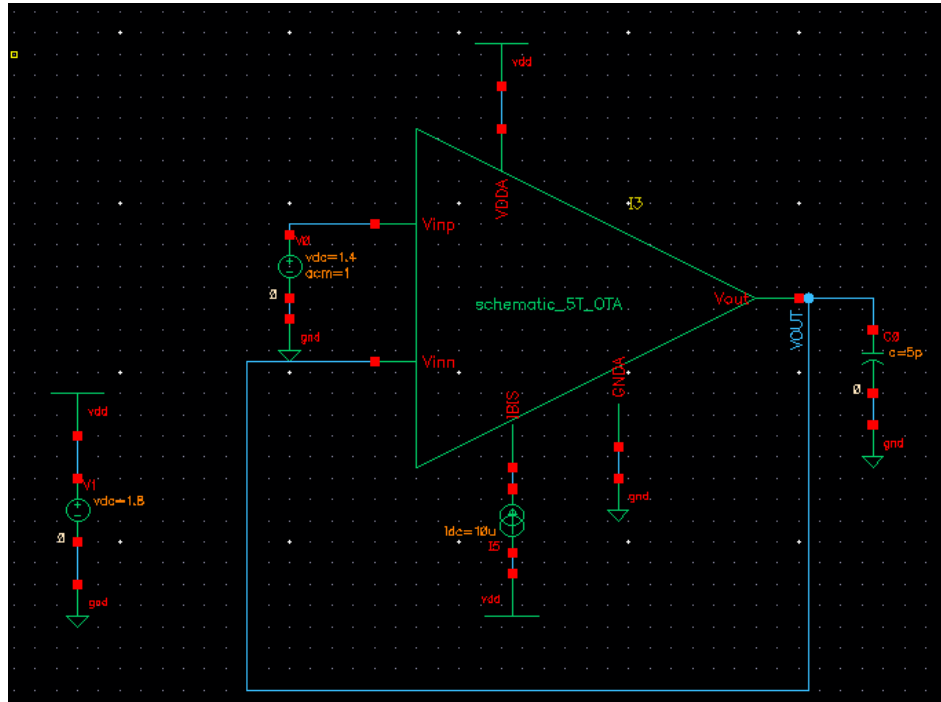 vdd
I3
VDDA
Vinp
V0
vdc=1.4
acm=1
0
gnd
schematic_5T_OTA
Vout
VOUT
C0
c=5p
0
gnd
Vinn
GNDA
IBIS
gnd
vdd
V1
vdc=1.8
0
gnd
idc=10u
I5
vdd